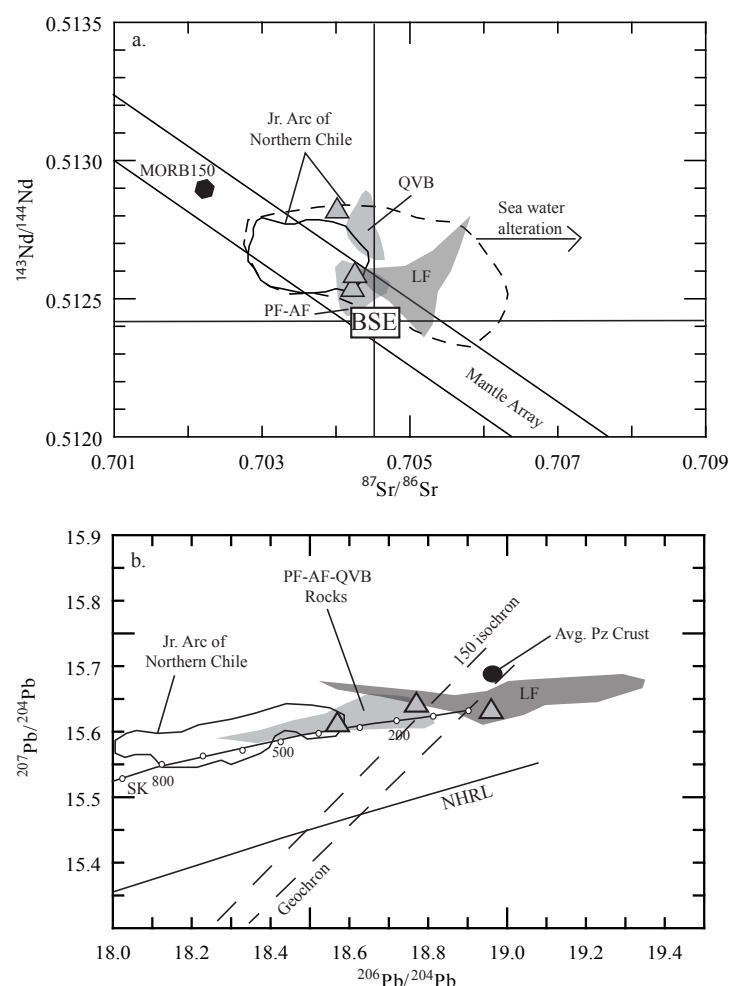 0.5135
a.
Jr. Arc of
Northern Chile
MORB150
QVB
0.5130
Sea water
alteration
143Nd/144Nd
0.5125
LF
PF-AF
BSE
Mantle Array
0.5120
0.701
0.703
0.705
0.707
0.709
87Sr/86Sr
15.9
b.
PF-AF-QVB
Rocks
15.8
150 isochron
Avg. Pz Crust
Jr. Arc of
Northern Chile
15.7
LF
207Pb/204Pb
15.6
200
500
SK
800
15.5
NHRL
15.4
Geochron
18.0
18.2
18.4
18.6
18.8
19.0
19.2
19.4
206Pb/204Pb